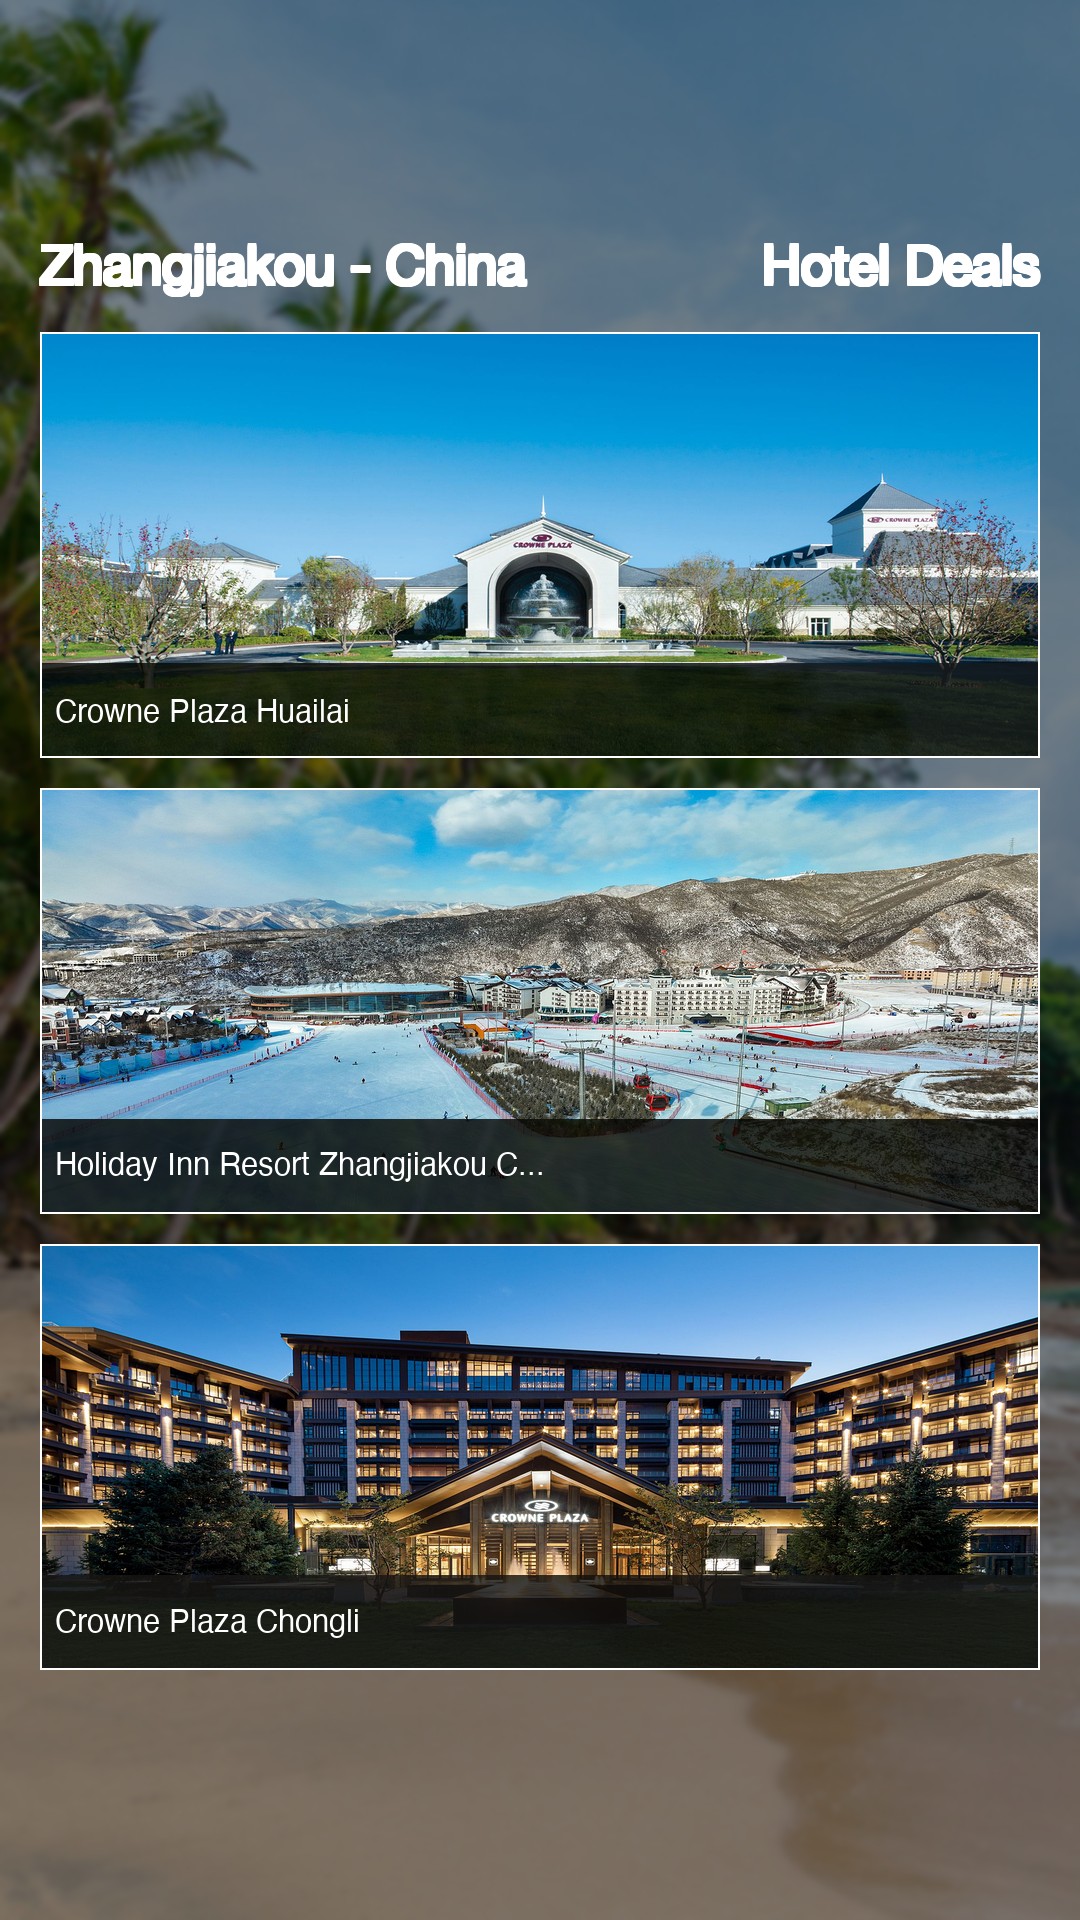 Zhangjiakou - China
Hotel Deals
CROWNE PLAZA
CROWNE PLAZA
Crowne Plaza Huailai
Holiday Inn Resort Zhangjiakou C...
CROWNE PLAZA
Crowne Plaza Chongli